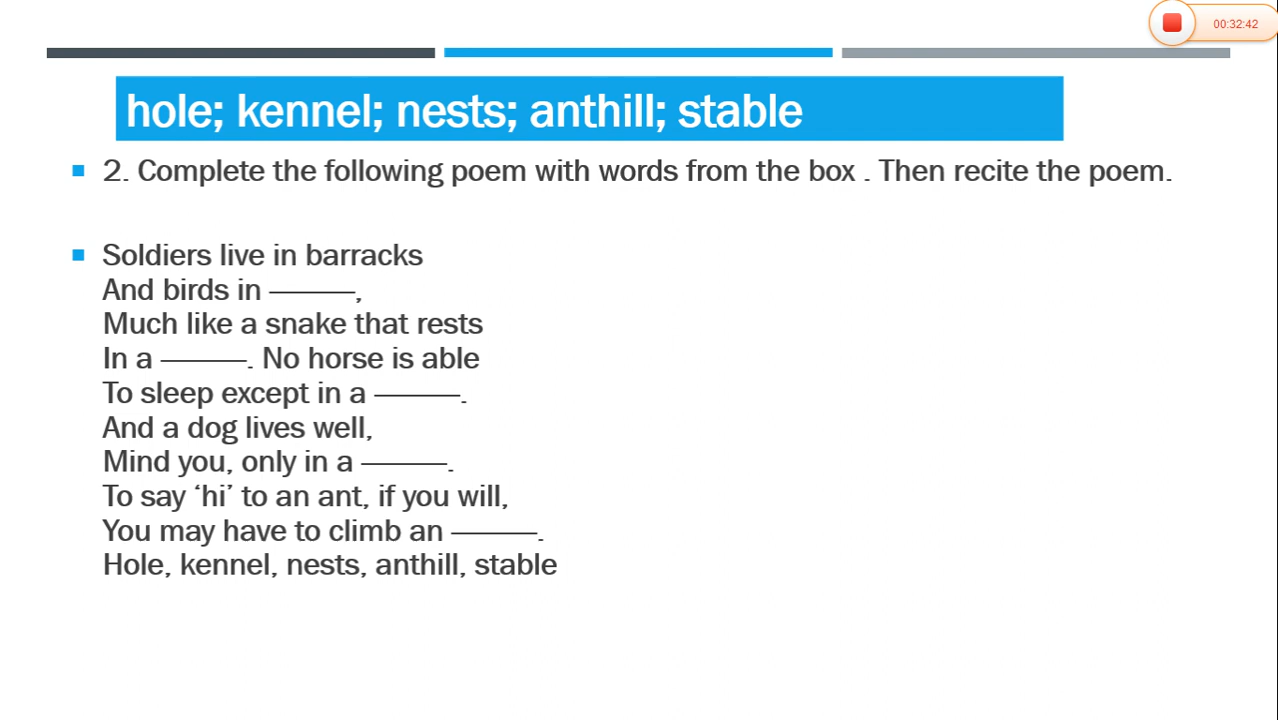 00:32:42
hole; kennel; nests; anthill; stable
2. Complete the following poem with words from the box . Then recite the poem.
Soldiers live in barracks
And birds in ———,
Much like a snake that rests
In a ———. No horse is able
To sleep except in a ———.
And a dog lives well,
Mind you, only in a ———.
To say ‘hi’ to an ant, if you will,
You may have to climb an ———.
Hole, kennel, nests, anthill, stable